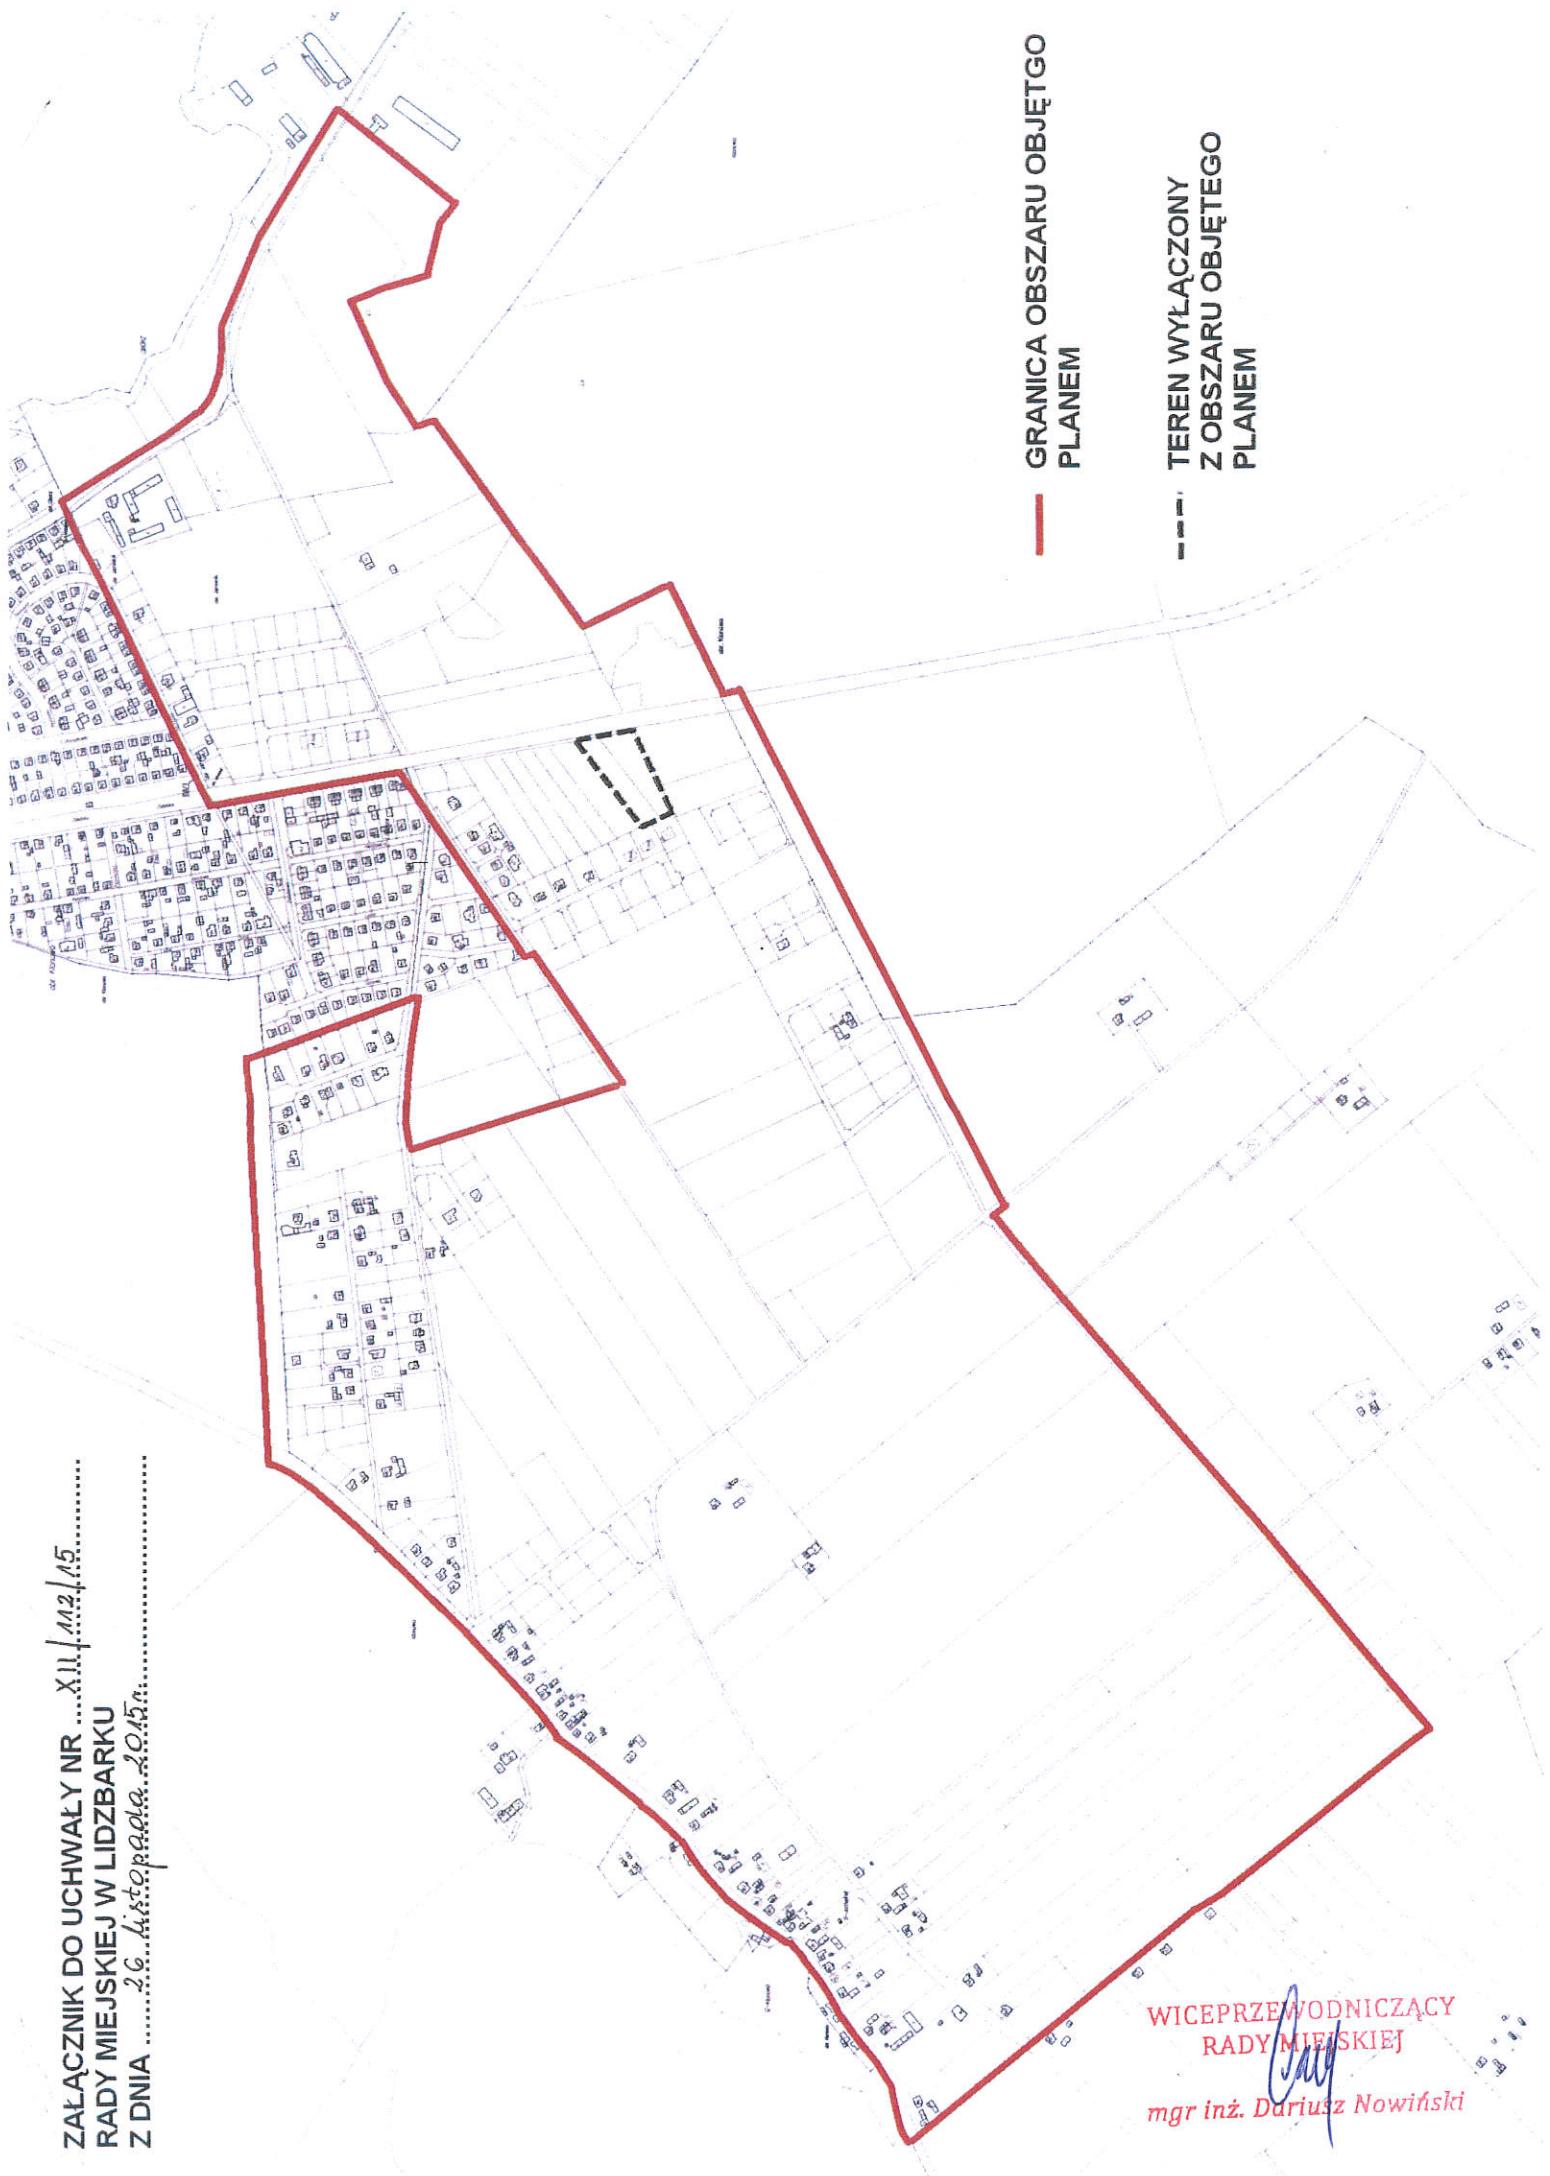 ZAŁĄCZNIK DO UCHWAŁY NR ....XII/112/15............
RADY MIEJSKIEJ W LIDZBARKU
Z DNIA ..........26 listopada 2015r..............................
GRANICA OBSZARU OBJĘTGO
PLANEM
TEREN WYŁĄCZONY
Z OBSZARU OBJĘTEGO
PLANEM
WICEPRZEWODNICZĄCY
RADY MIEJSKIEJ
mgr inż. Dariusz Nowiński